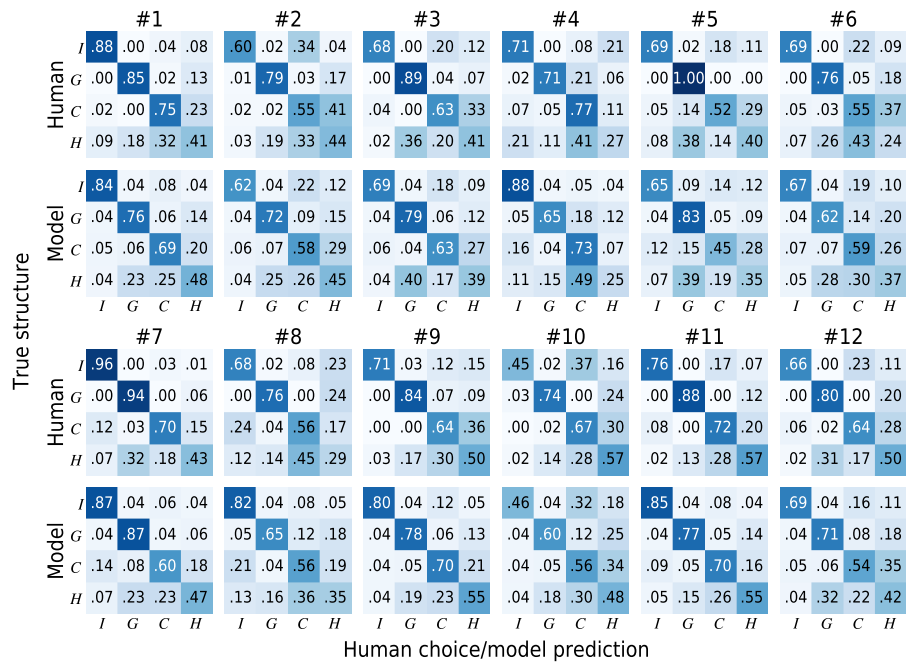 #1 #2 #3 #4 #5 #6
I .88 .00 .04 .08 .60 .02 .34 .04 .68 .00 .20 .12 .71 .00 .08 .21 .69 .02 .18 .11 .69 .00 .22 .09
G .00 .85 .02 .13 .01 .79 .03 .17 .00 .89 .04 .07 .02 .71 .21 .06 .00 1.00 .00 .00 .00 .76 .05 .18
C .02 .00 .75 .23 .02 .00 .55 .41 .04 .00 .63 .33 .04 .08 .77 .11 .05 .14 .52 .29 .05 .03 .55 .37
H .09 .18 .32 .41 .03 .19 .33 .44 .02 .36 .20 .41 .21 .11 .41 .27 .08 .38 .14 .40 .07 .26 .43 .24
Human
I .84 .04 .08 .04 .62 .04 .22 .12 .69 .04 .18 .09 .88 .04 .05 .04 .65 .09 .14 .12 .67 .04 .19 .10
G .04 .76 .06 .14 .04 .72 .09 .15 .04 .79 .06 .12 .05 .65 .18 .12 .04 .83 .05 .09 .04 .62 .14 .20
C .05 .06 .69 .20 .06 .07 .58 .29 .04 .06 .63 .27 .16 .04 .73 .07 .12 .15 .45 .28 .07 .07 .59 .26
H .04 .23 .25 .48 .04 .25 .26 .45 .04 .40 .17 .39 .11 .15 .49 .25 .07 .39 .19 .35 .05 .28 .30 .37
Model
I G C H I G C H I G C H I G C H I G C H I G C H
True structure
#7 #8 #9 #10 #11 #12
I .96 .00 .03 .01 .68 .02 .08 .23 .71 .03 .12 .15 .45 .02 .37 .16 .76 .00 .17 .07 .66 .00 .23 .11
G .00 .94 .00 .06 .00 .76 .00 .24 .00 .84 .07 .09 .03 .74 .00 .24 .00 .88 .00 .12 .00 .80 .00 .20
C .12 .03 .70 .15 .24 .04 .56 .17 .00 .00 .64 .36 .00 .02 .67 .30 .08 .00 .72 .20 .06 .02 .64 .28
H .07 .32 .18 .43 .12 .14 .45 .29 .03 .17 .30 .50 .02 .14 .28 .57 .02 .13 .28 .57 .02 .31 .17 .50
Human
I .87 .04 .06 .04 .82 .04 .08 .05 .80 .04 .12 .05 .46 .04 .32 .18 .85 .04 .08 .04 .69 .04 .16 .11
G .04 .87 .04 .06 .05 .65 .12 .18 .04 .78 .06 .13 .04 .60 .12 .25 .04 .77 .05 .14 .04 .71 .08 .18
C .14 .08 .60 .18 .21 .04 .56 .19 .04 .05 .70 .21 .04 .05 .56 .34 .09 .05 .70 .16 .05 .06 .54 .35
H .07 .23 .23 .47 .13 .16 .36 .35 .04 .19 .23 .55 .04 .18 .30 .48 .05 .15 .26 .55 .04 .32 .22 .42
Model
I G C H I G C H I G C H I G C H I G C H I G C H
Human choice/model prediction